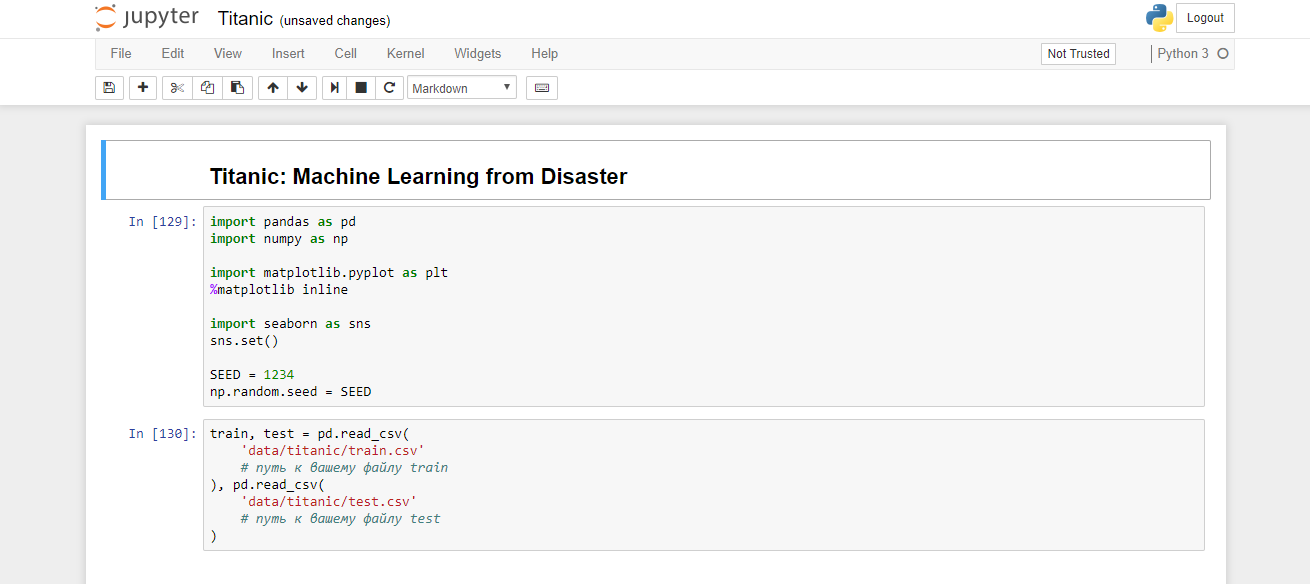 jupyter Titanic (unsaved changes) Logout
File Edit View Insert Cell Kernel Widgets Help Not Trusted Python 3
Markdown
Titanic: Machine Learning from Disaster
In [129]:
import pandas as pd
import numpy as np
import matplotlib.pyplot as plt
%matplotlib inline
import seaborn as sns
sns.set()
SEED = 1234
np.random.seed = SEED
In [130]:
train, test = pd.read_csv(
'data/titanic/train.csv'
# путь к вашему файлу train
), pd.read_csv(
'data/titanic/test.csv'
# путь к вашему файлу test
)